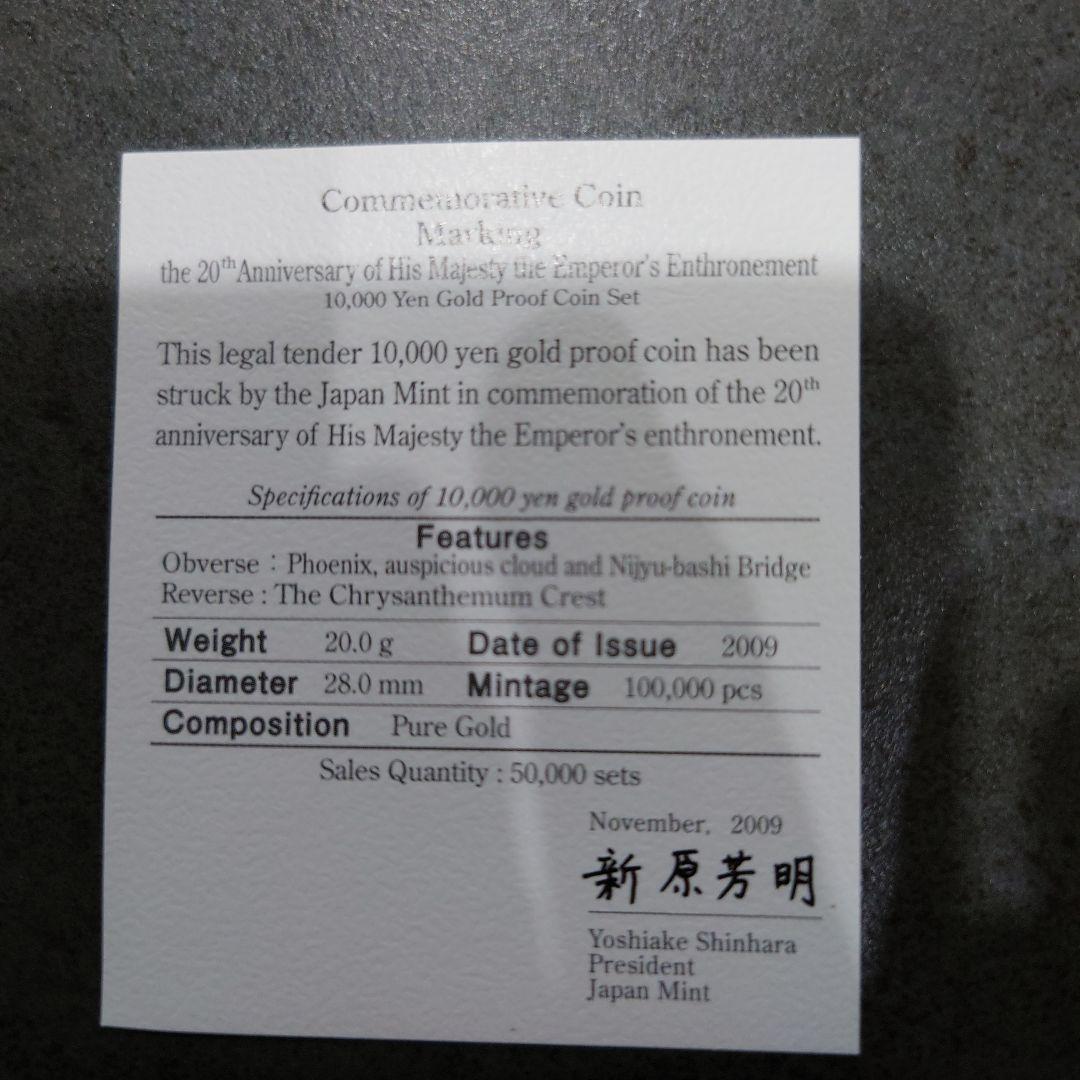 Commemorative Coin
Marking
the 20th Anniversary of His Majesty the Emperor's Enthronement
10,000 Yen Gold Proof Coin Set
This legal tender 10,000 yen gold proof coin has been
struck by the Japan Mint in commemoration of the 20th
anniversary of His Majesty the Emperor's enthronement.
Specifications of 10,000 yen gold proof coin
Features
Obverse : Phoenix, auspicious cloud and Nijyu-bashi Bridge
Reverse : The Chrysanthemum Crest
Weight 20.0 g Date of Issue 2009
Diameter 28.0 mm Mintage 100,000 pcs
Composition Pure Gold
Sales Quantity : 50,000 sets
November, 2009
新原芳明
Yoshiake Shinhara
President
Japan Mint